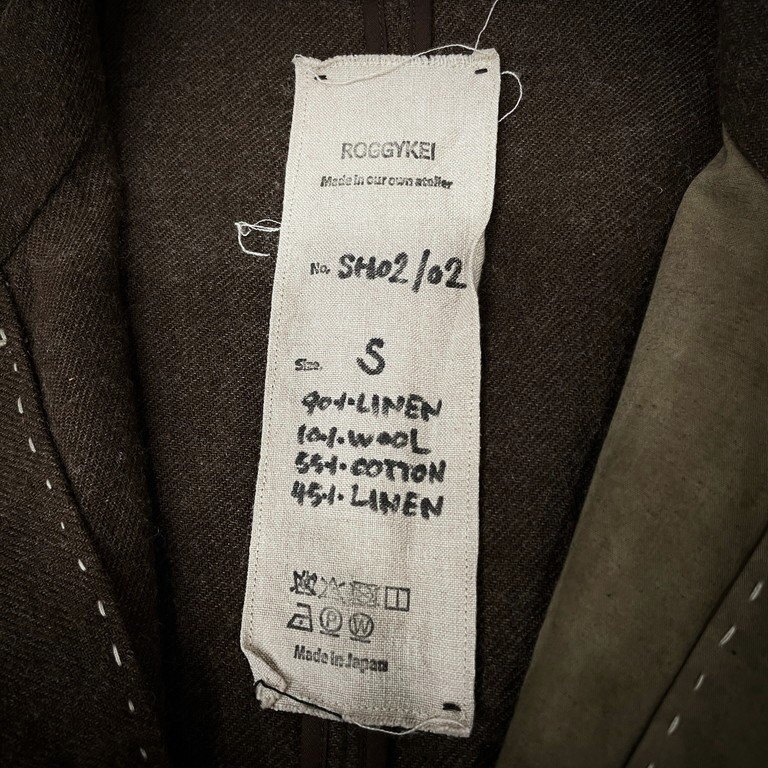 ROGGYKEI
Made in our own atelier
No. SH02/02
Size. S
90% LINEN
10% WOOL
55% COTTON
45% LINEN
P W
Made in Japan